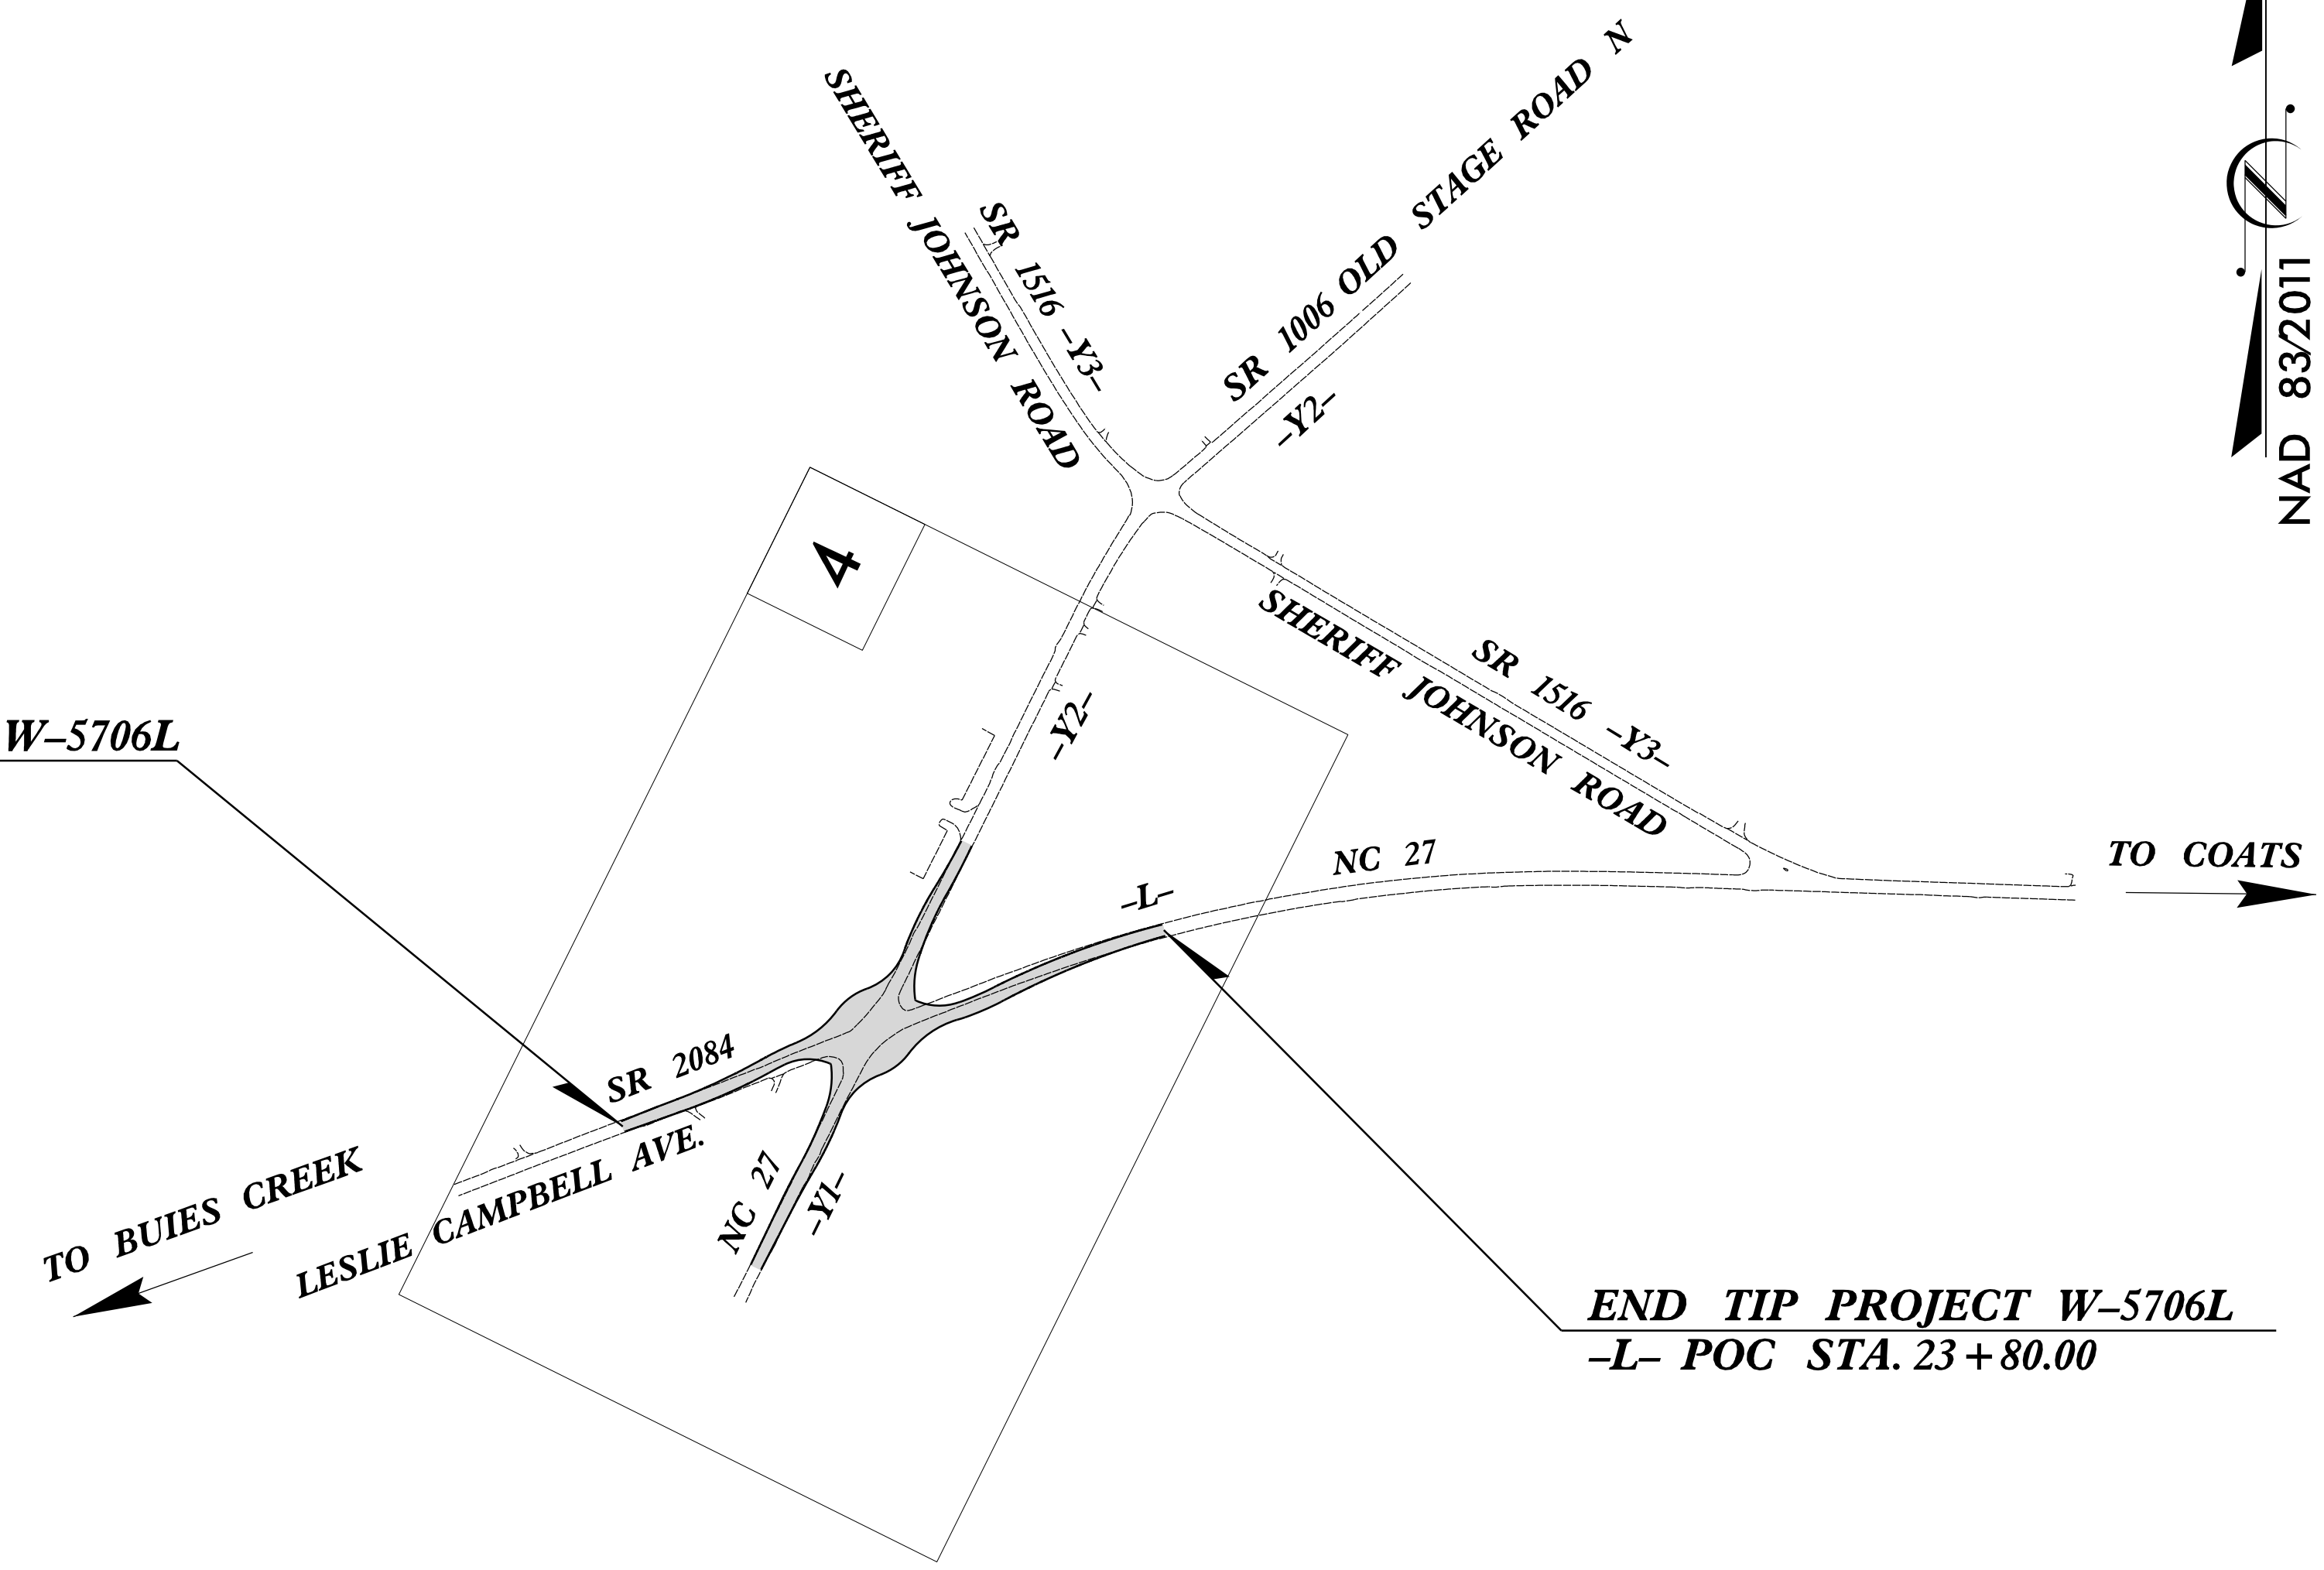 SHERIFF JOHNSON ROAD
SR 1516 –Y3–
SR 1006 OLD STAGE ROAD N
–Y2–
N
NAD 83/2011
4
SR 1516 –Y3–
SHERIFF JOHNSON ROAD
–Y2–
W–5706L
NC 27
–L–
TO COATS
SR 2084
LESLIE CAMPBELL AVE.
TO BUIES CREEK
NC 27
–Y1–
END TIP PROJECT W–5706L
–L– POC STA. 23+80.00